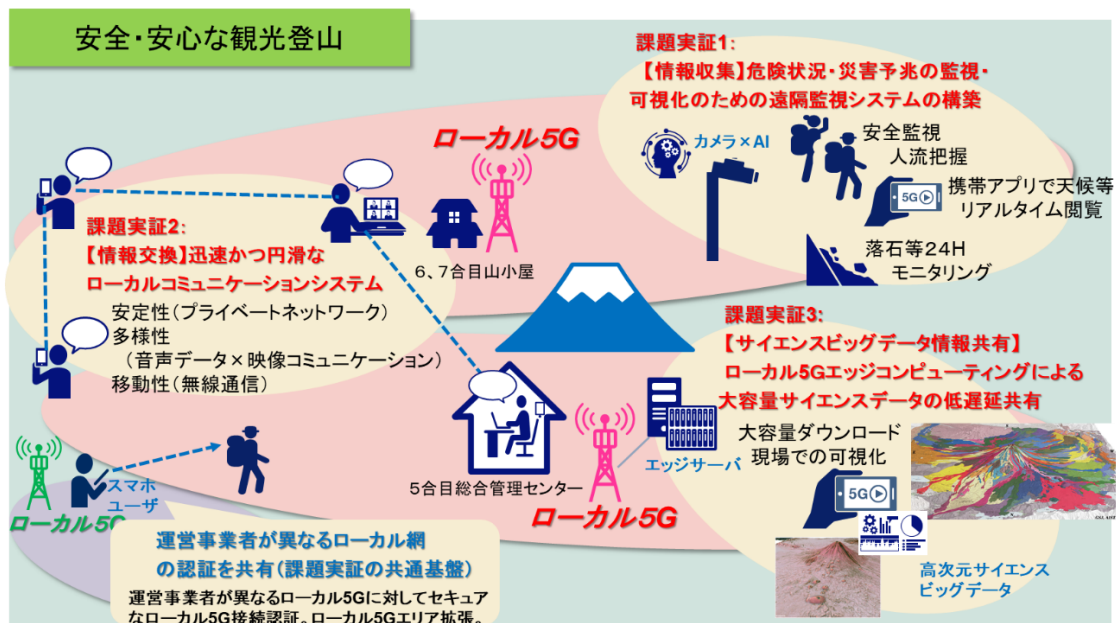 安全・安心な観光登山
課題実証1:
【情報収集】危険状況・災害予兆の監視・
可視化のための遠隔監視システムの構築
カメラ×AI
安全監視
人流把握
5G
携帯アプリで天候等
リアルタイム閲覧
落石等24H
モニタリング
ローカル5G
6、7合目山小屋
課題実証2:
【情報交換】迅速かつ円滑な
ローカルコミュニケーションシステム
安定性(プライベートネットワーク)
多様性
(音声データ×映像コミュニケーション)
移動性(無線通信)
課題実証3:
【サイエンスビッグデータ情報共有】
ローカル5Gエッジコンピューティングによる
大容量サイエンスデータの低遅延共有
大容量ダウンロード
現場での可視化
5G
エッジサーバ
5合目総合管理センター
ローカル5G
高次元サイエンス
ビッグデータ
スマホ
ユーザ
ローカル5G
運営事業者が異なるローカル網
の認証を共有(課題実証の共通基盤)
運営事業者が異なるローカル5Gに対してセキュア
なローカル5G接続認証。ローカル5Gエリア拡張。